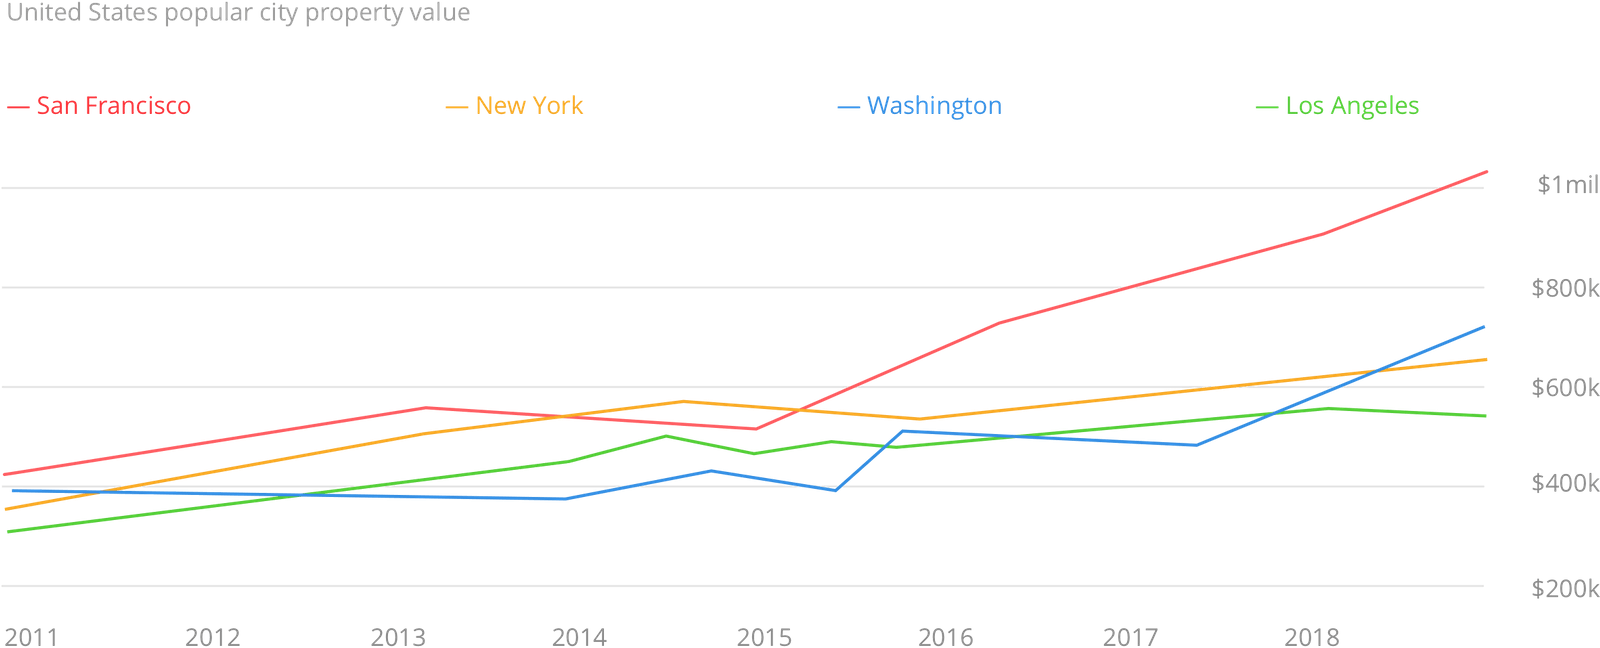 United States popular city property value
— San Francisco — New York — Washington — Los Angeles
$1mil
$800k
$600k
$400k
$200k
2011 2012 2013 2014 2015 2016 2017 2018